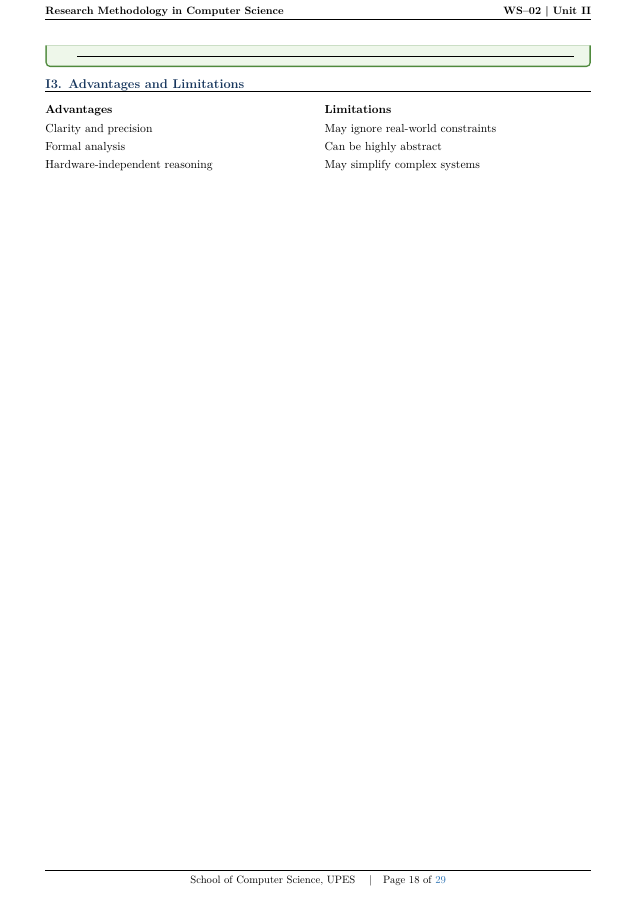 Research Methodology in Computer Science WS–02 | Unit II
I3. Advantages and Limitations
Advantages Limitations
Clarity and precision May ignore real-world constraints
Formal analysis Can be highly abstract
Hardware-independent reasoning May simplify complex systems
School of Computer Science, UPES | Page 18 of 29